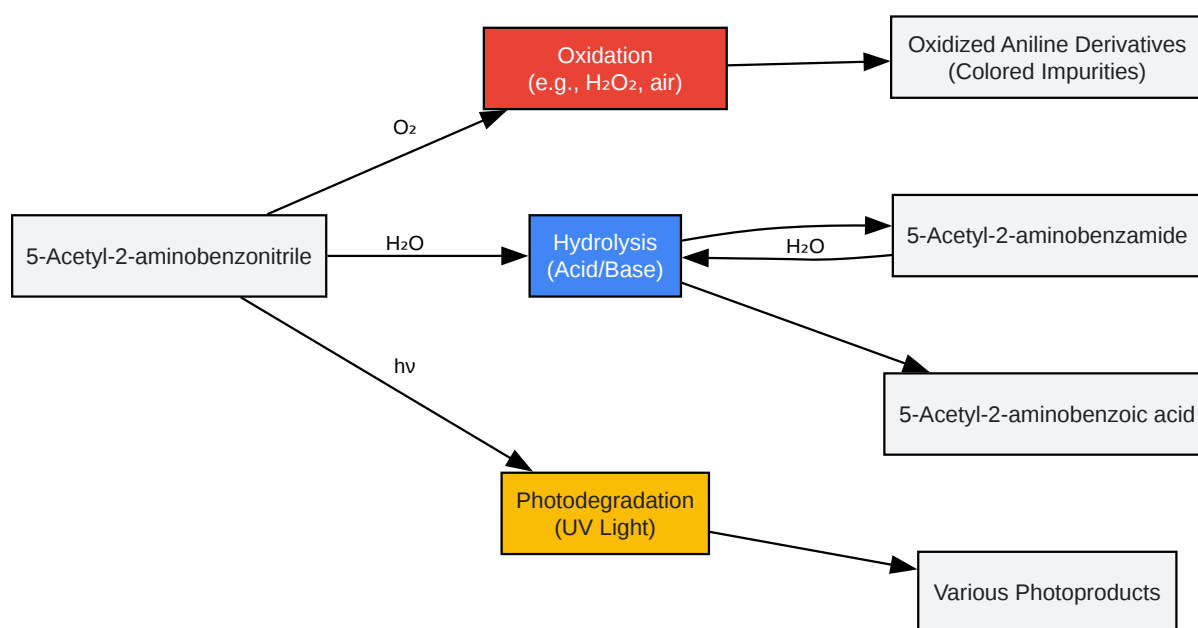 Oxidation
(e.g., H₂O₂, air)
Oxidized Aniline Derivatives
(Colored Impurities)
O₂
5-Acetyl-2-aminobenzonitrile
H₂O
Hydrolysis
(Acid/Base)
H₂O
5-Acetyl-2-aminobenzamide
hν
5-Acetyl-2-aminobenzoic acid
Photodegradation
(UV Light)
Various Photoproducts